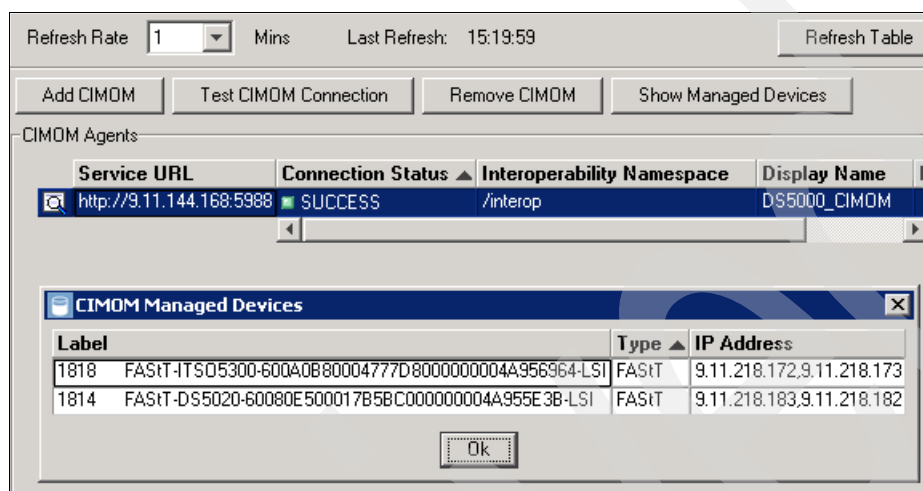 Refresh Rate 1 Mins Last Refresh: 15:19:59 Refresh Table
Add CIMOM Test CIMOM Connection Remove CIMOM Show Managed Devices
CIMOM Agents
Service URL Connection Status Interoperability Namespace Display Name
http://9.11.144.168:5988 SUCCESS /interop DS5000_CIMOM
CIMOM Managed Devices
Label Type IP Address
1818 FAStT-ITSO5300-600A0B80004777D8000000004A956964-LSI FAStT 9.11.218.172,9.11.218.173
1814 FAStT-DS5020-60080E500017B5BC000000004A955E3B-LSI FAStT 9.11.218.183,9.11.218.182
Ok